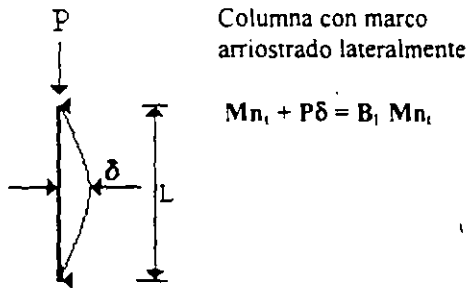 P
Columna con marco
arriostrado lateralmente
Mnₜ + Pδ = B₁ Mnₜ
δ
L